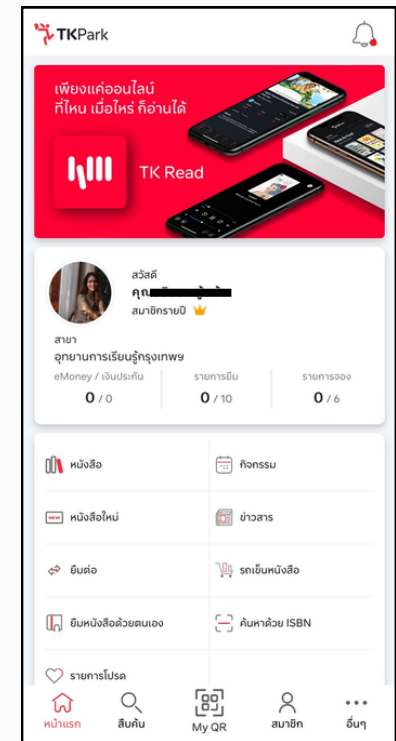 TKPark
เพียงแค่ออนไลน์
ที่ไหน เมื่อไหร่ ก็อ่านได้
TK Read
สวัสดี
คุณ
สมาชิกรายปี
สาขา
อุทยานการเรียนรู้กรุงเทพฯ
eMoney / เงินประกัน รายการยืม รายการจอง
0 / 0 0 / 10 0 / 6
หนังสือ กิจกรรม
NEW หนังสือใหม่ ข่าวสาร
ยืมต่อ รถเข็นหนังสือ
ยืมหนังสือด้วยตนเอง ค้นหาด้วย ISBN
รายการโปรด
หน้าแรก สืบค้น My QR สมาชิก อื่นๆ